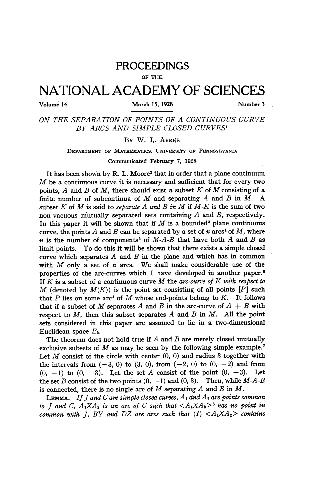 PROCEEDINGS
OF THE
NATIONAL ACADEMY OF SCIENCES
Volume 14 March 15, 1928 Number 3
ON THE SEPARATION OF POINTS OF A CONTINUOUS CURVE
BY ARCS AND SIMPLE CLOSED CURVES¹
By W. L. Ayres
Department of Mathematics, University of Pennsylvania
Communicated February 7, 1928
It has been shown by R. L. Moore² that in order that a plane continuum
M be a continuous curve it is necessary and sufficient that for every two
points, A and B of M, there should exist a subset K of M consisting of a
finite number of subcontinua of M and separating A and B in M. A
subset K of M is said to separate A and B in M if M-K is the sum of two
non-vacuous mutually separated sets containing A and B, respectively.
In this paper it will be shown that if M is a bounded plane continuous
curve, the points A and B can be separated by a set of n arcs of M, where
n is the number of components of M-A-B that have both A and B as
limit points. To do this it will be shown that there exists a simple closed
curve which separates A and B in the plane and which has in common
with M only a set of n arcs. We shall make considerable use of the
properties of the arc-curves which I have developed in another paper.
If K is a subset of a continuous curve M the arc-curve of K with respect to
M (denoted by M(K)) is the point set consisting of all points [P] such
that P lies on some arc of M whose end-points belong to K. It follows
that if a subset of M separates A and B in the arc-curve of A + B with
respect to M, then this subset separates A and B in M. All the point
sets considered in this paper are assumed to lie in a two-dimensional
Euclidean space E₂.
The theorem does not hold true if A and B are merely closed mutually
exclusive subsets of M as may be seen by the following simple example.
Let M consist of the circle with center (0, 0) and radius 3 together with
the intervals from (-3, 0) to (3, 0), from (-2, 0) to (0, -2) and from
(0, -1) to (0, -3). Let the set A consist of the point (0, -3). Let
the set B consist of the two points (0, -1) and (0, 3). Then, while M-A-B
is connected, there is no single arc of M separating A and B in M.
Lemma. If J and C are simple closed curves, A₁ and A₂ are points common
to J and C, A₁XA₂ is an arc of C such that <A₁XA₂> has no point in
common with J, BY and DZ are arcs such that (1) <A₁XA₂> contains